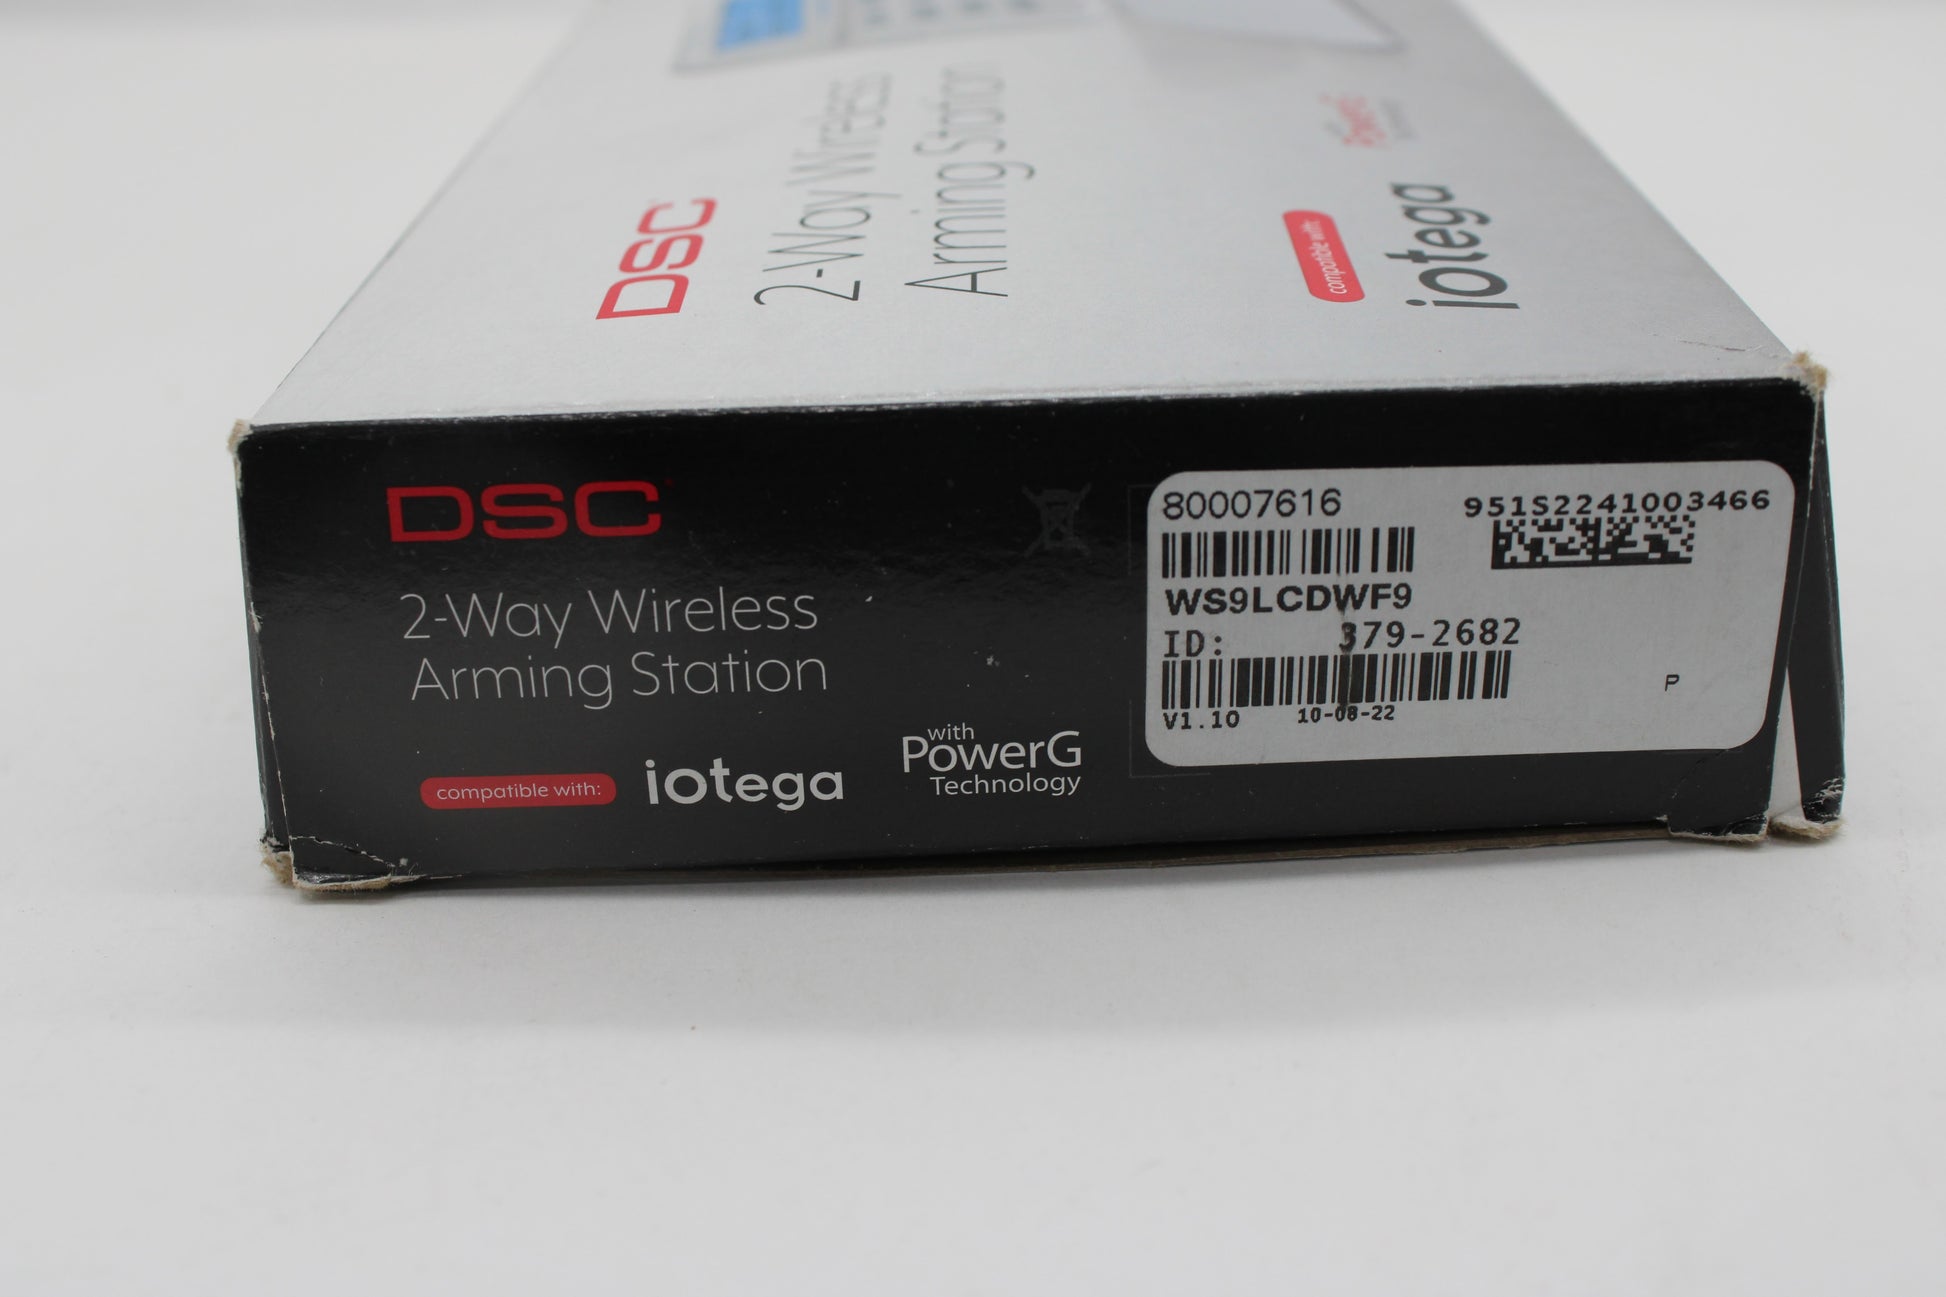 DSC
2-Way Wireless
Arming Station
compatible with:
iotega
PowerG
DSC
2-Way Wireless
Arming Station
compatible with:
iotega
with
PowerG
Technology
80007616
951S2241003466
WS9LCDWF9
ID: 379-2682
V1.10 10-08-22
P